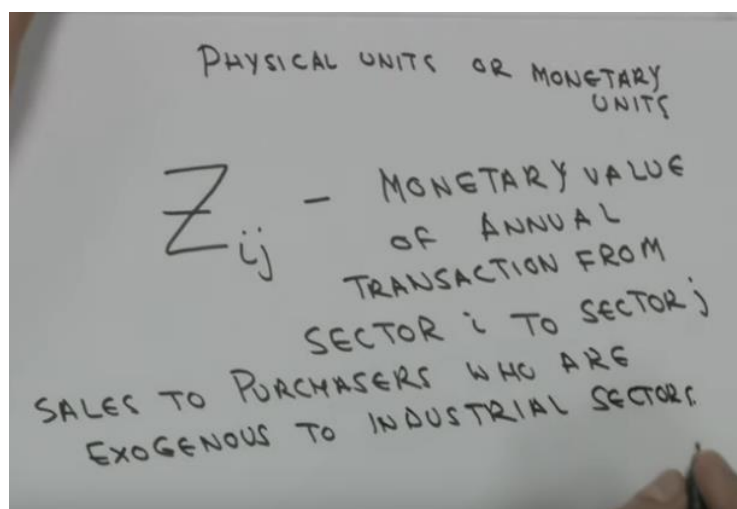 PHYSICAL UNITS OR MONETARY
UNITS
Zij - MONETARY VALUE
OF ANNUAL
TRANSACTION FROM
SECTOR i TO SECTOR j
SALES TO PURCHASERS WHO ARE
EXOGENOUS TO INDUSTRIAL SECTORS.